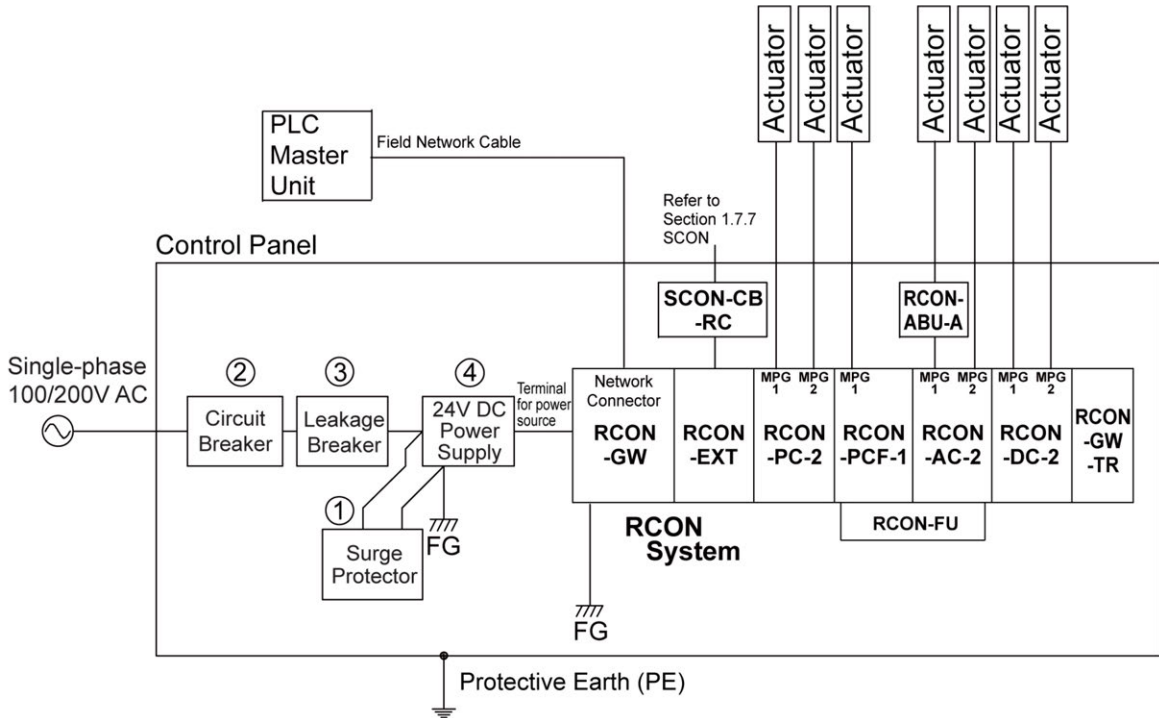 Actuator
Actuator
Actuator
Actuator
Actuator
Actuator
Actuator
PLC
Master
Unit
Field Network Cable
Refer to
Section 1.7.7
SCON
Control Panel
SCON-CB
-RC
RCON-
ABU-A
Single-phase
100/200V AC
②
③
④
Circuit
Breaker
Leakage
Breaker
24V DC
Power
Supply
Terminal
for power
source
Network
Connector
RCON
-GW
RCON
-EXT
MPG
1
MPG
2
RCON
-PC-2
MPG
1
RCON
-PCF-1
MPG
1
MPG
2
RCON
-AC-2
MPG
1
MPG
2
RCON
-DC-2
RCON
-GW
-TR
①
Surge
Protector
FG
RCON
System
RCON-FU
FG
Protective Earth (PE)